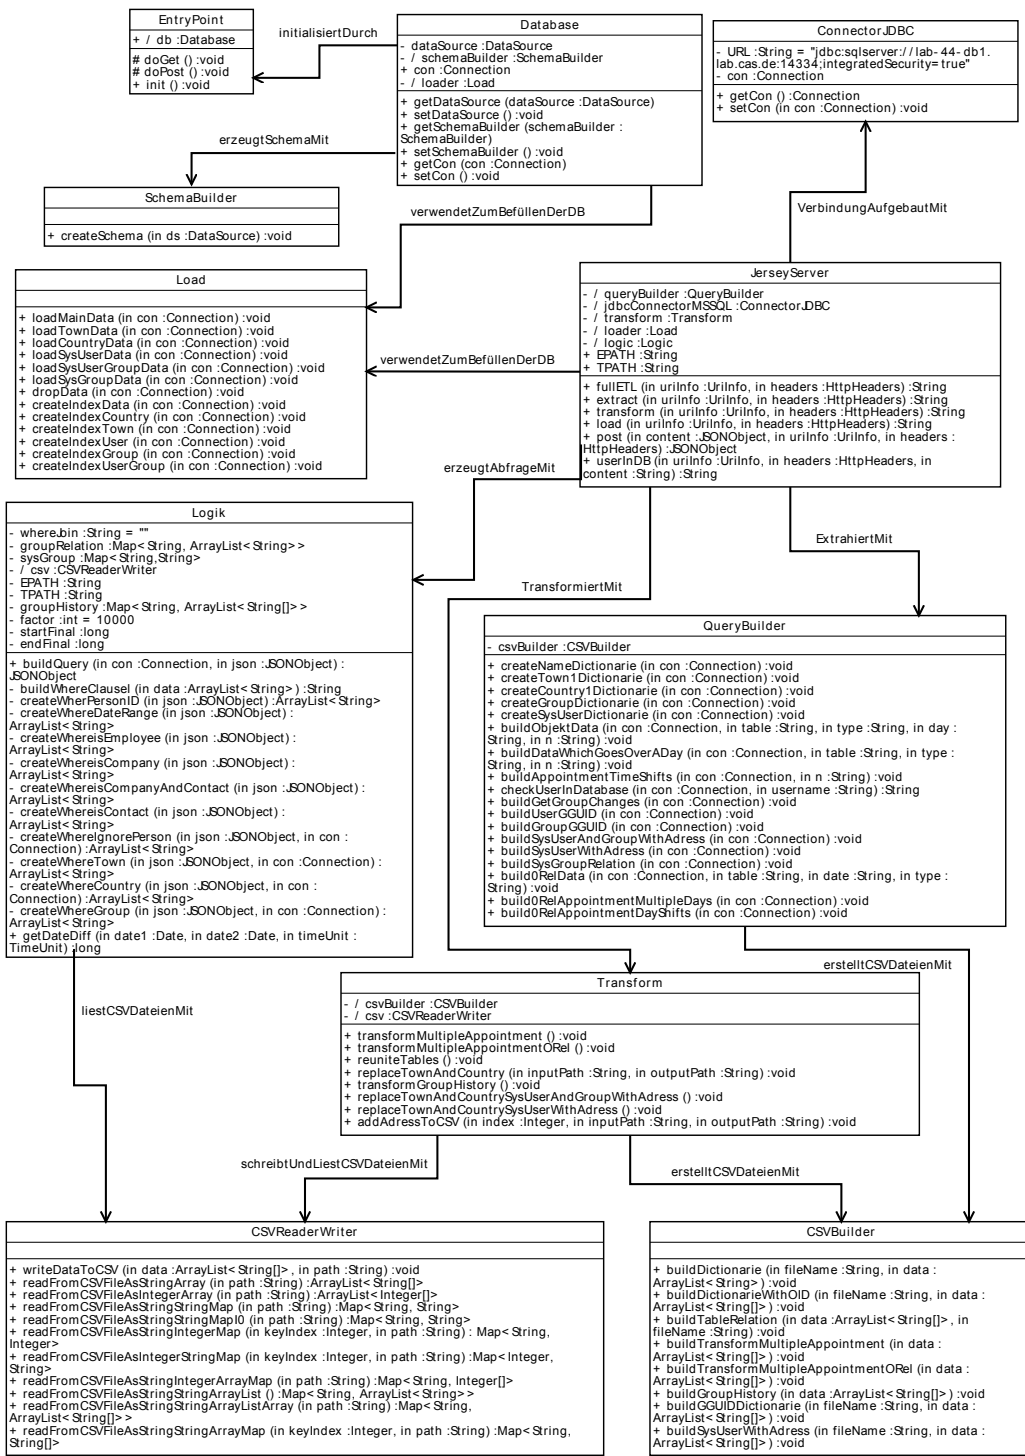 EntryPoint
+ / db :Database
# doGet () :void
# doPost () :void
+ init () :void
initialisiertDurch
Database
- dataSource :DataSource
- / schemaBuilder :SchemaBuilder
+ con :Connection
- / loader :Load
+ getDataSource (dataSource :DataSource)
+ setDataSource () :void
+ getSchemaBuilder (schemaBuilder :
SchemaBuilder)
+ setSchemaBuilder () :void
+ getCon (con :Connection)
+ setCon () :void
ConnectorJDBC
- URL :String = "jdbc:sqlserver://lab-44-db1.
lab.cas.de:14334;integratedSecurity=true"
- con :Connection
+ getCon () :Connection
+ setCon (in con :Connection) :void
erzeugtSchemaMit
SchemaBuilder
+ createSchema (in ds :DataSource) :void
verwendetZumBefüllenDerDB
VerbindungAufgebautMit
Load
+ loadMainData (in con :Connection) :void
+ loadTownData (in con :Connection) :void
+ loadCountryData (in con :Connection) :void
+ loadSysUserData (in con :Connection) :void
+ loadSysUserGroupData (in con :Connection) :void
+ loadSysGroupData (in con :Connection) :void
+ dropData (in con :Connection) :void
+ createIndexData (in con :Connection) :void
+ createIndexCountry (in con :Connection) :void
+ createIndexTown (in con :Connection) :void
+ createIndexUser (in con :Connection) :void
+ createIndexGroup (in con :Connection) :void
+ createIndexUserGroup (in con :Connection) :void
verwendetZumBefüllenDerDB
JerseyServer
- / queryBuilder :QueryBuilder
- / jdbcConnectorMSSQL :ConnectorJDBC
- / transform :Transform
- / loader :Load
- / logic :Logic
+ EPATH :String
+ TPATH :String
+ fullETL (in uriInfo :UriInfo, in headers :HttpHeaders) :String
+ extract (in uriInfo :UriInfo, in headers :HttpHeaders) :String
+ transform (in uriInfo :UriInfo, in headers :HttpHeaders) :String
+ load (in uriInfo :UriInfo, in headers :HttpHeaders) :String
+ post (in content :JSONObject, in uriInfo :UriInfo, in headers :
HttpHeaders) :JSONObject
+ userInDB (in uriInfo :UriInfo, in headers :HttpHeaders, in
content :String) :String
erzeugtAbfrageMit
Logik
- whereJoin :String = ""
- groupRelation :Map<String, ArrayList<String>>
- sysGroup :Map<String,String>
- / csv :CSVReaderWriter
- EPATH :String
- TPATH :String
- groupHistory :Map<String, ArrayList<String[]>>
- factor :int = 10000
- startFinal :long
- endFinal :long
+ buildQuery (in con :Connection, in json :JSONObject) :
JSONObject
- buildWhereClausel (in data :ArrayList<String>) :String
- createWherPersonID (in json :JSONObject) :ArrayList<String>
- createWhereDateRange (in json :JSONObject) :
ArrayList<String>
- createWhereisEmployee (in json :JSONObject) :
ArrayList<String>
- createWhereisCompany (in json :JSONObject) :
ArrayList<String>
- createWhereisCompanyAndContact (in json :JSONObject) :
ArrayList<String>
- createWhereisContact (in json :JSONObject) :
ArrayList<String>
- createWhereIgnorePerson (in json :JSONObject, in con :
Connection) :ArrayList<String>
- createWhereTown (in json :JSONObject, in con :Connection) :
ArrayList<String>
- createWhereCountry (in json :JSONObject, in con :
Connection) :ArrayList<String>
- createWhereGroup (in json :JSONObject, in con :Connection) :
ArrayList<String>
+ getDateDiff (in date1 :Date, in date2 :Date, in timeUnit :
TimeUnit) :long
TransformiertMit
ExtrahiertMit
QueryBuilder
- csvBuilder :CSVBuilder
+ createNameDictionarie (in con :Connection) :void
+ createTown1Dictionarie (in con :Connection) :void
+ createCountry1Dictionarie (in con :Connection) :void
+ createGroupDictionarie (in con :Connection) :void
+ createSysUserDictionarie (in con :Connection) :void
+ buildObjektData (in con :Connection, in table :String, in type :String, in day :
String, in n :String) :void
+ buildDataWhichGoesOverADay (in con :Connection, in table :String, in type :
String, in n :String) :void
+ buildAppointmentTimeShifts (in con :Connection, in n :String) :void
+ checkUserInDatabase (in con :Connection, in username :String) :String
+ buildGetGroupChanges (in con :Connection) :void
+ buildUserGGUID (in con :Connection) :void
+ buildGroupGGUID (in con :Connection) :void
+ buildSysUserAndGroupWithAdress (in con :Connection) :void
+ buildSysUserWithAdress (in con :Connection) :void
+ buildSysGroupRelation (in con :Connection) :void
+ build0RelData (in con :Connection, in table :String, in date :String, in type :
String) :void
+ build0RelAppointmentMultipleDays (in con :Connection) :void
+ build0RelAppointmentDayShifts (in con :Connection) :void
liestCSVDateienMit
erstelltCSVDateienMit
Transform
- / csvBuilder :CSVBuilder
- / csv :CSVReaderWriter
+ transformMultipleAppointment () :void
+ transformMultipleAppointmentORel () :void
+ reuniteTables () :void
+ replaceTownAndCountry (in inputPath :String, in outputPath :String) :void
+ transformGroupHistory () :void
+ replaceTownAndCountrySysUserAndGroupWithAdress () :void
+ replaceTownAndCountrySysUserWithAdress () :void
+ addAdressToCSV (in index :Integer, in inputPath :String, in outputPath :String) :void
schreibtUndLiestCSVDateienMit
erstelltCSVDateienMit
CSVReaderWriter
+ writeDataToCSV (in data :ArrayList<String[]>, in path :String) :void
+ readFromCSVFileAsStringArray (in path :String) :ArrayList<String[]>
+ readFromCSVFileAsIntegerArray (in path :String) :ArrayList<Integer[]>
+ readFromCSVFileAsStringStringMap (in path :String) :Map<String, String>
+ readFromCSVFileAsStringStringMapI0 (in path :String) :Map<String, String>
+ readFromCSVFileAsStringIntegerMap (in keyIndex :Integer, in path :String) : Map<String,
Integer>
+ readFromCSVFileAsIntegerStringMap (in keyIndex :Integer, in path :String) :Map<Integer,
String>
+ readFromCSVFileAsStringIntegerArrayMap (in path :String) :Map<String, Integer[]>
+ readFromCSVFileAsStringStringArrayList () :Map<String, ArrayList<String>>
+ readFromCSVFileAsStringStringArrayListArray (in path :String) :Map<String,
ArrayList<String[]>>
+ readFromCSVFileAsStringStringArrayMap (in keyIndex :Integer, in path :String) :Map<String,
String[]>
CSVBuilder
+ buildDictionarie (in fileName :String, in data :
ArrayList<String>) :void
+ buildDictionarieWithOID (in fileName :String, in data :
ArrayList<String[]>) :void
+ buildTableRelation (in data :ArrayList<String[]>, in
fileName :String) :void
+ buildTransformMultipleAppointment (in data :
ArrayList<String[]>) :void
+ buildTransformMultipleAppointmentORel (in data :
ArrayList<String[]>) :void
+ buildGroupHistory (in data :ArrayList<String[]>) :void
+ buildGGUIDDictionarie (in fileName :String, in data :
ArrayList<String[]>) :void
+ buildSysUserWithAdress (in fileName :String, in data :
ArrayList<String[]>) :void